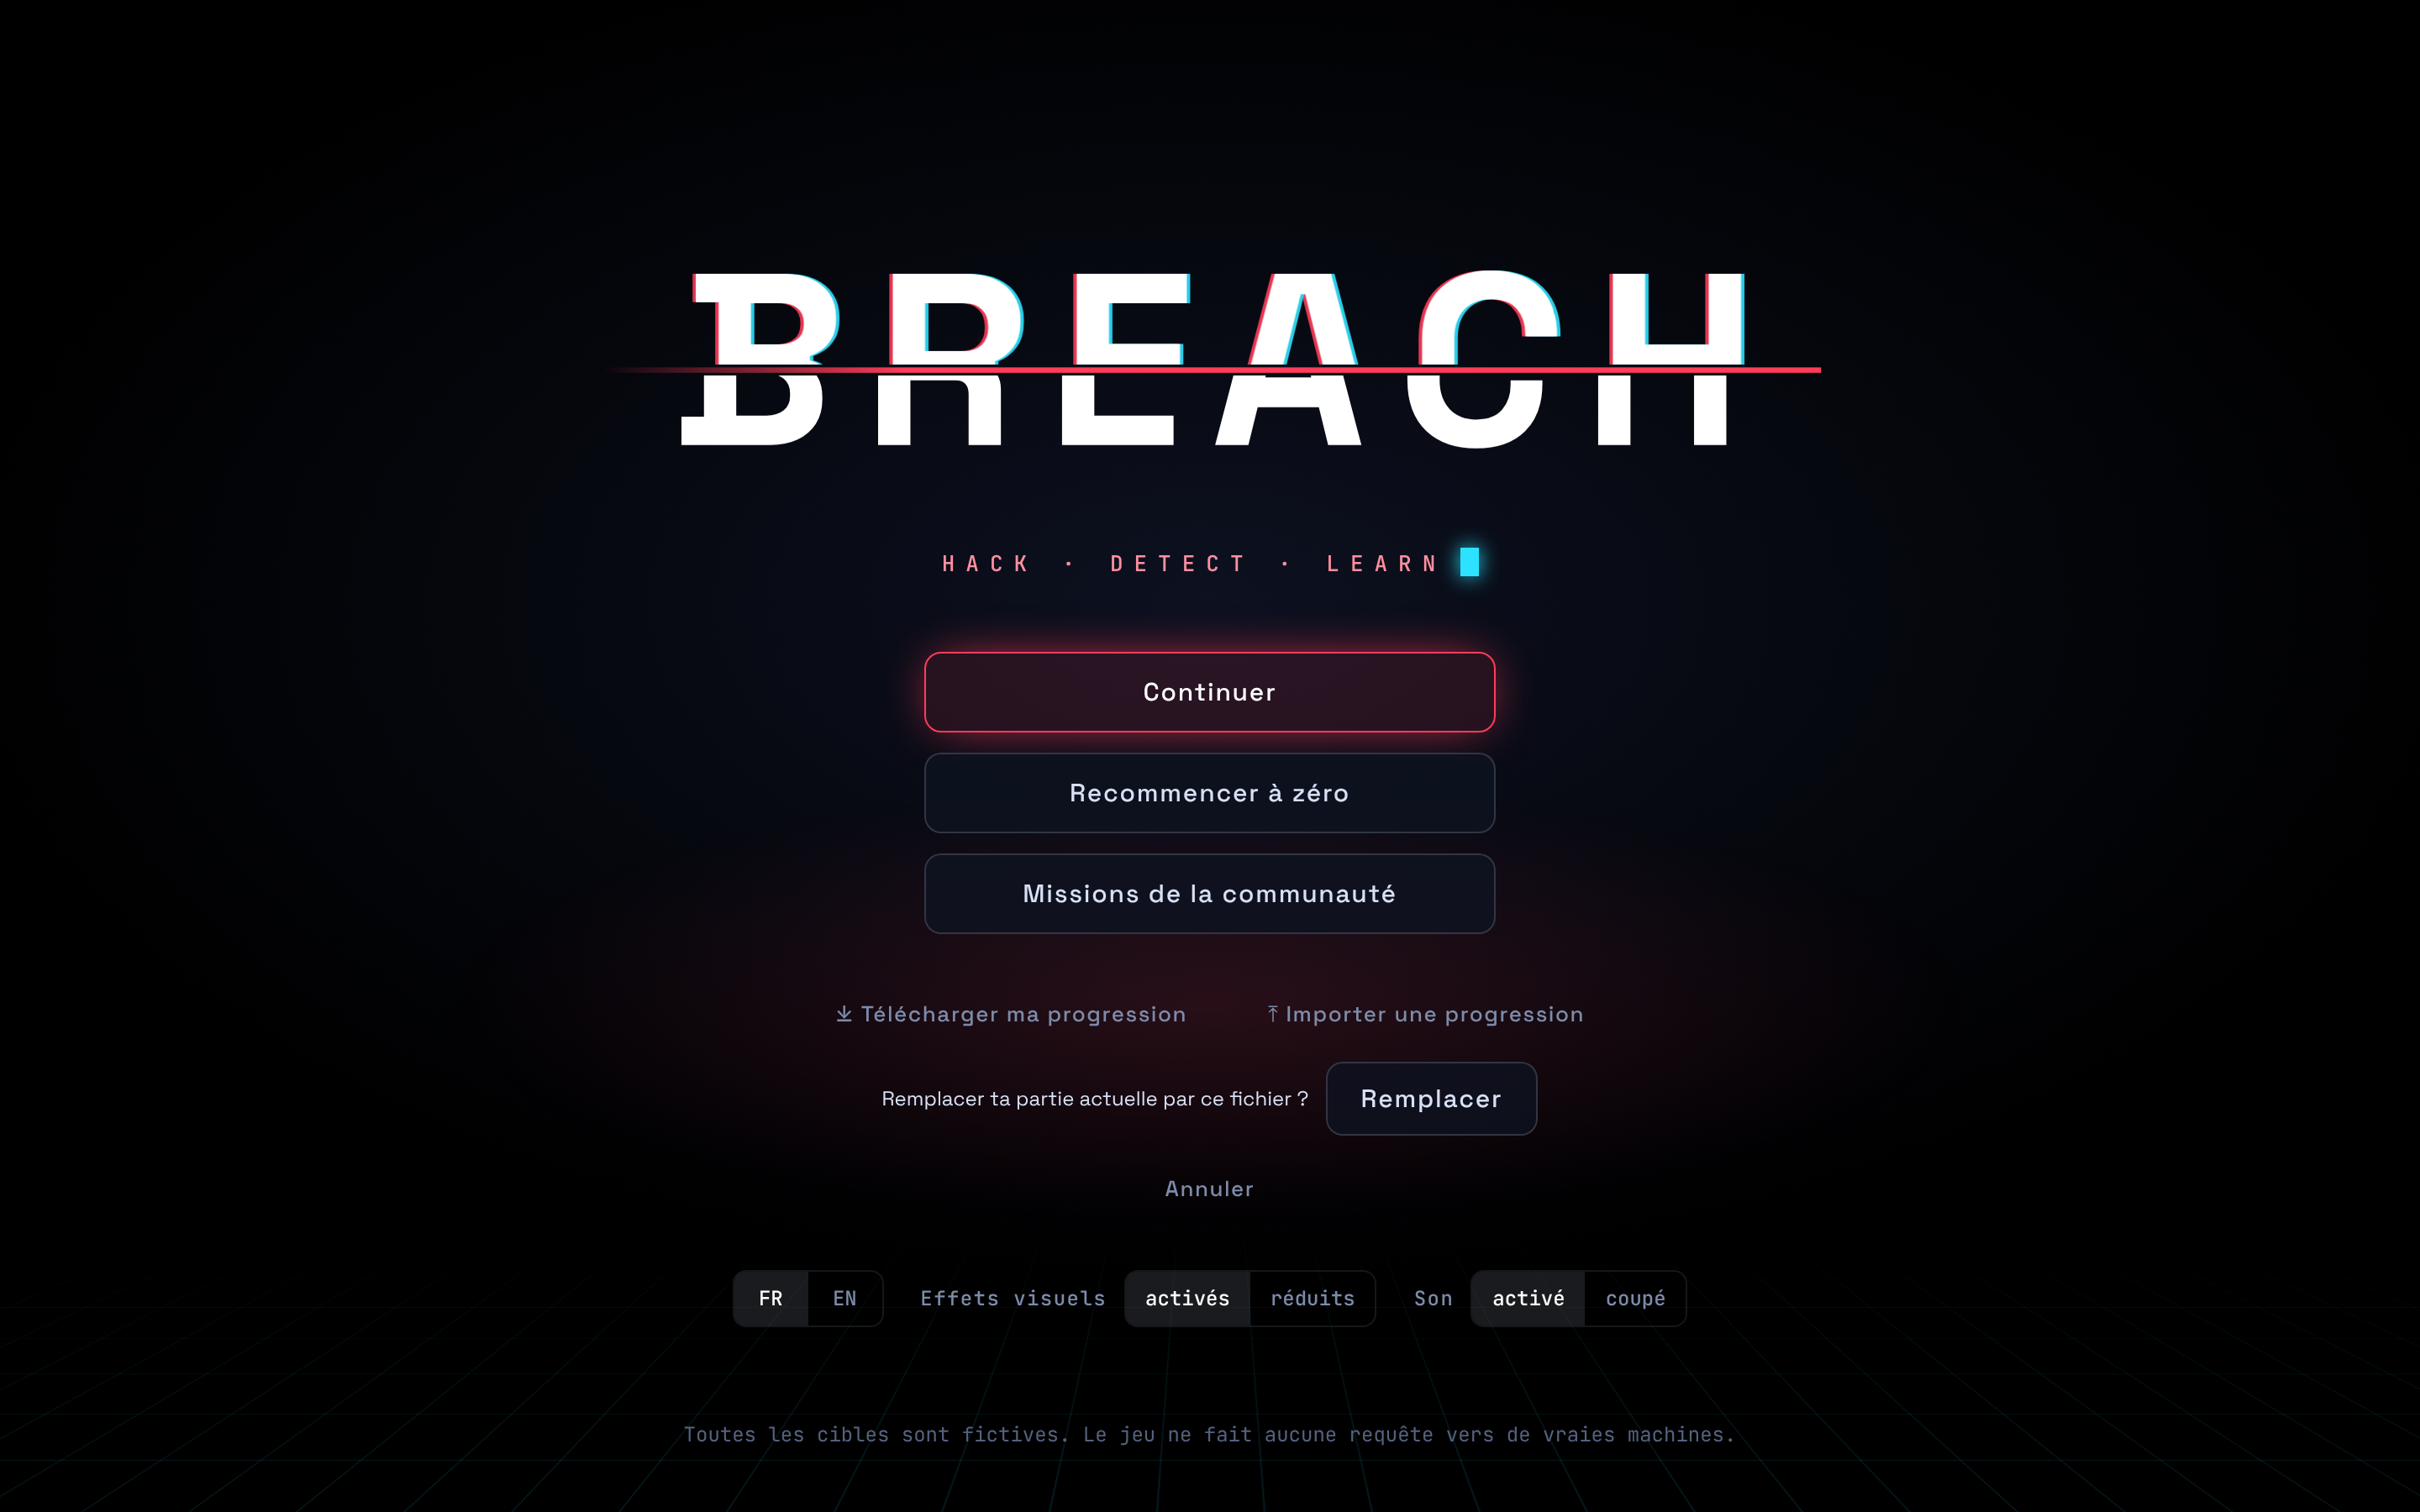 BREACH
HACK · DETECT · LEARN
Continuer
Recommencer à zéro
Missions de la communauté
Télécharger ma progression Importer une progression
Remplacer ta partie actuelle par ce fichier ? Remplacer
Annuler
FR EN Effets visuels activés réduits Son activé coupé
Toutes les cibles sont fictives. Le jeu ne fait aucune requête vers de vraies machines.